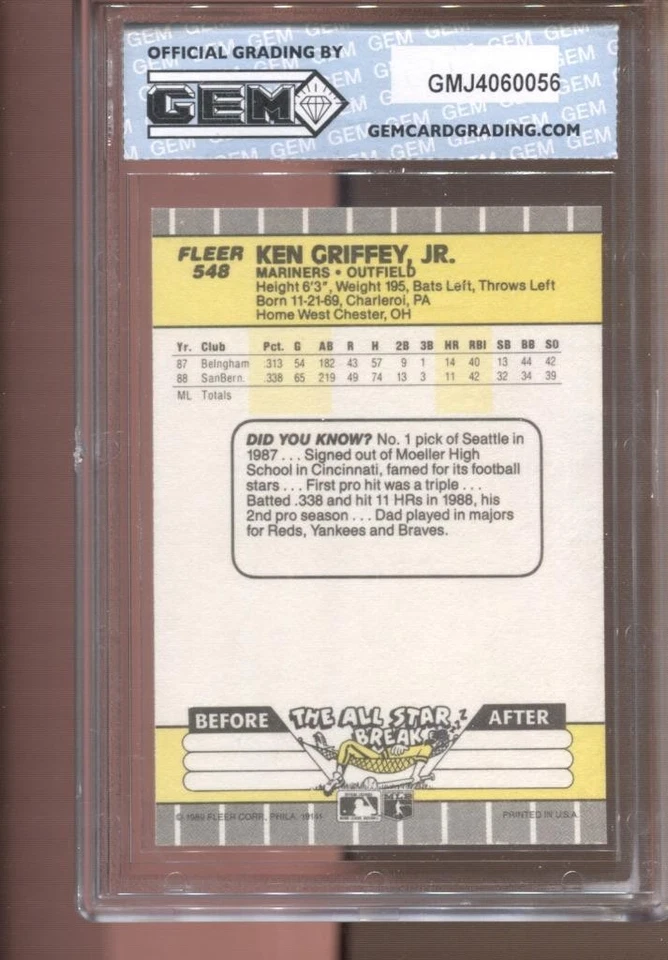 OFFICIAL GRADING BY
GEM
GMJ4060056
GEMCARDGRADING.COM
FLEER
548
KEN GRIFFEY, JR.
MARINERS • OUTFIELD
Height 6'3", Weight 195, Bats Left, Throws Left
Born 11-21-69, Charleroi, PA
Home West Chester, OH
Yr. Club Pct. G AB R H 2B 3B HR RBI SB BB SO
87 Belngham .313 54 182 43 57 9 1 14 40 13 44 42
88 SanBern. .338 65 219 49 74 13 3 11 42 32 34 39
ML Totals
DID YOU KNOW? No. 1 pick of Seattle in
1987 . . . Signed out of Moeller High
School in Cincinnati, famed for its football
stars . . . First pro hit was a triple . . .
Batted .338 and hit 11 HRs in 1988, his
2nd pro season . . . Dad played in majors
for Reds, Yankees and Braves.
BEFORE THE ALL STAR BREAK AFTER
© 1989 FLEER CORP., PHILA. 19141
PRINTED IN U.S.A.